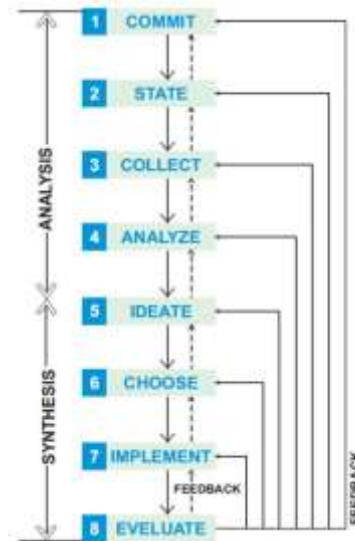 1 COMMIT
2 STATE
3 COLLECT
4 ANALYZE
5 IDEATE
6 CHOOSE
7 IMPLEMENT
8 EVELUATE
ANALYSIS
SYNTHESIS
FEEDBACK
FEEDBACK